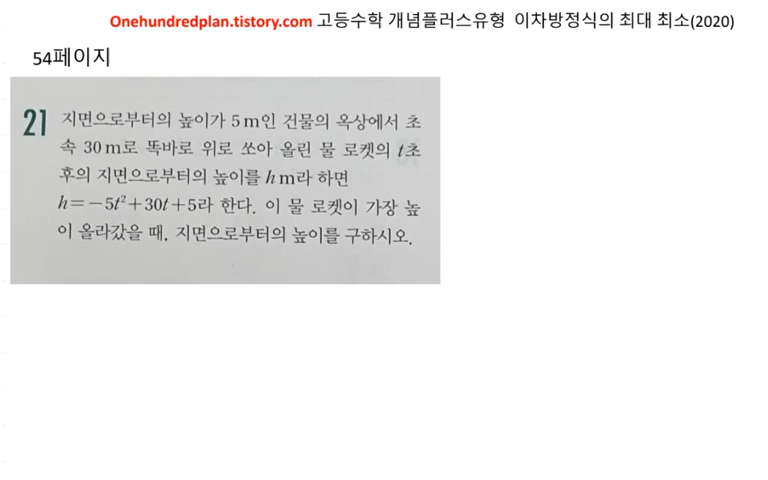 Onehundredplan.tistory.com 고등수학 개념플러스유형 이차방정식의 최대 최소(2020)
54페이지
21 지면으로부터의 높이가 5m인 건물의 옥상에서 초
속 30m로 똑바로 위로 쏘아 올린 물 로켓의 t초
후의 지면으로부터의 높이를 h m라 하면
h=-5t²+30t+5라 한다. 이 물 로켓이 가장 높
이 올라갔을 때, 지면으로부터의 높이를 구하시오.